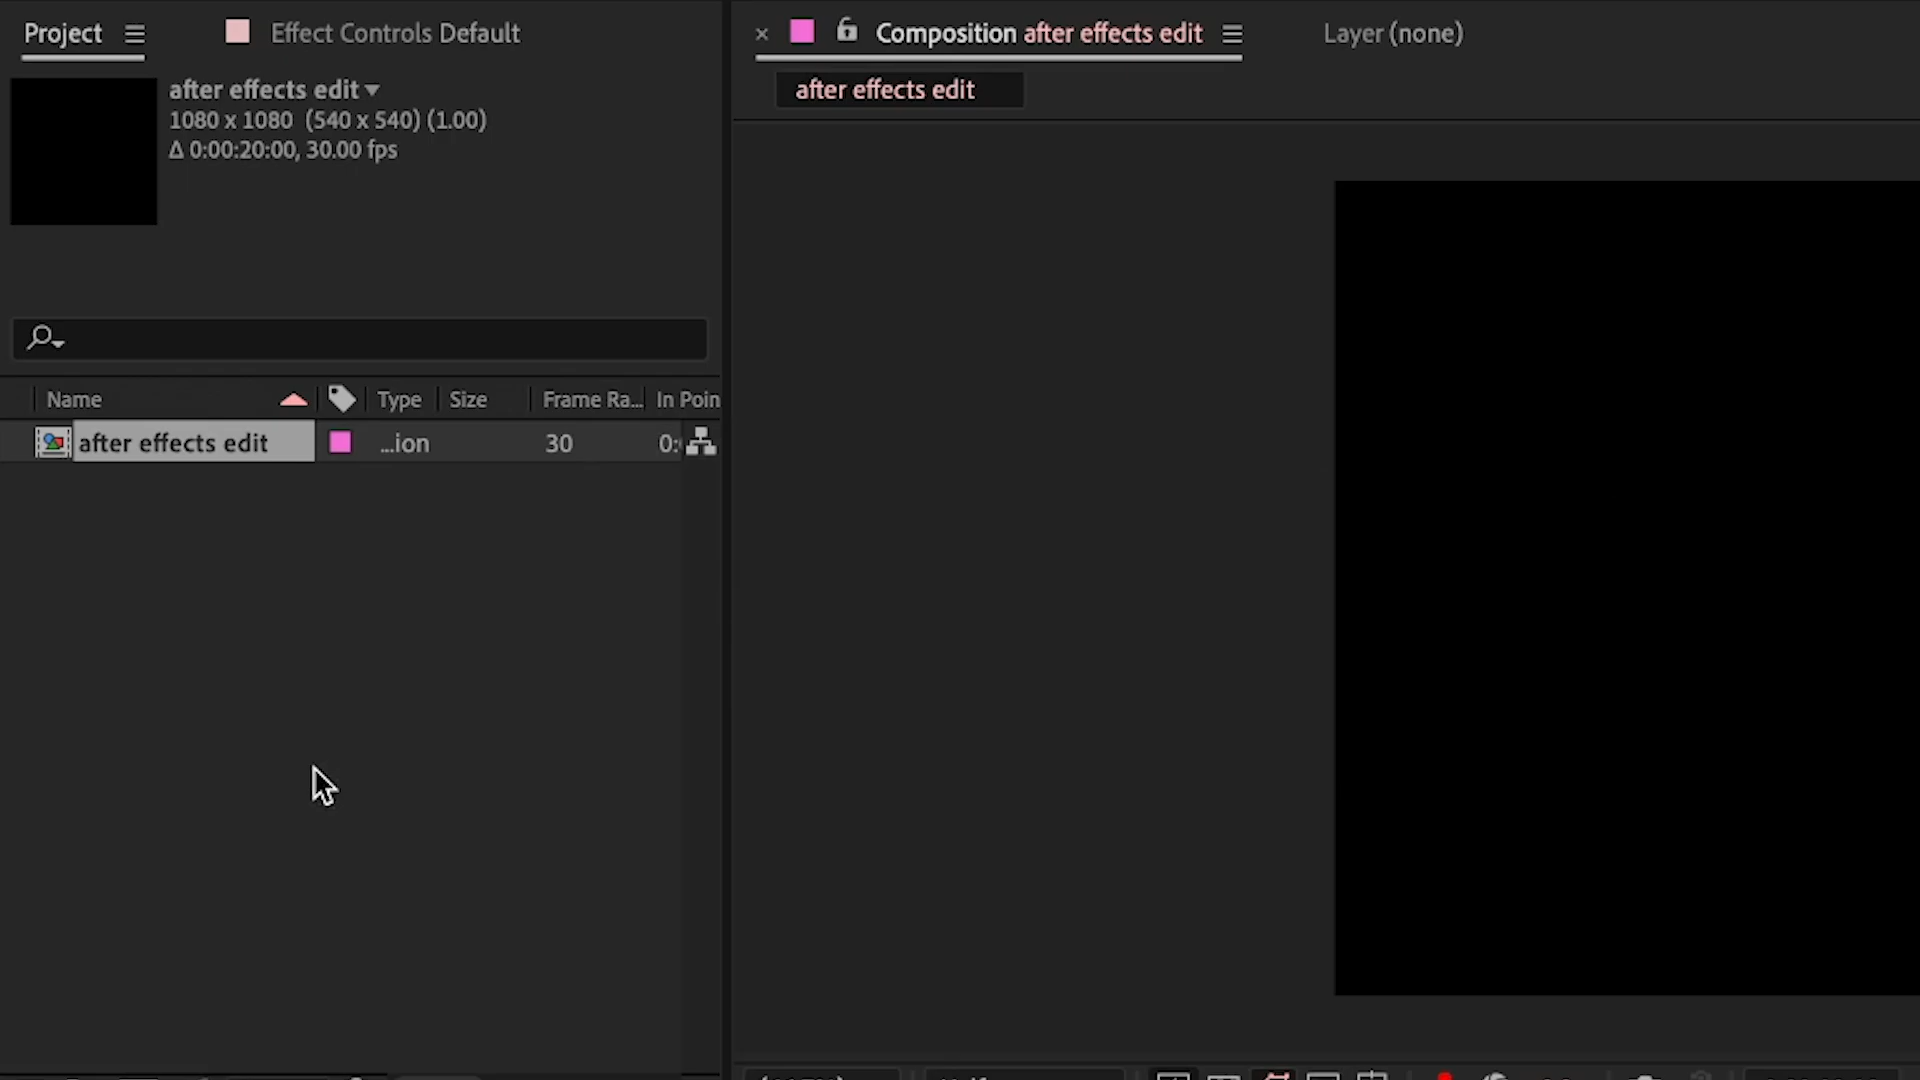 Project
Effect Controls Default
Composition after effects edit
Layer (none)
after effects edit
1080 x 1080 (540 x 540) (1.00)
Δ 0:00:20:00, 30.00 fps
after effects edit
Name
Type
Size
Frame Ra...
In Poin
after effects edit
...ion
30
0: